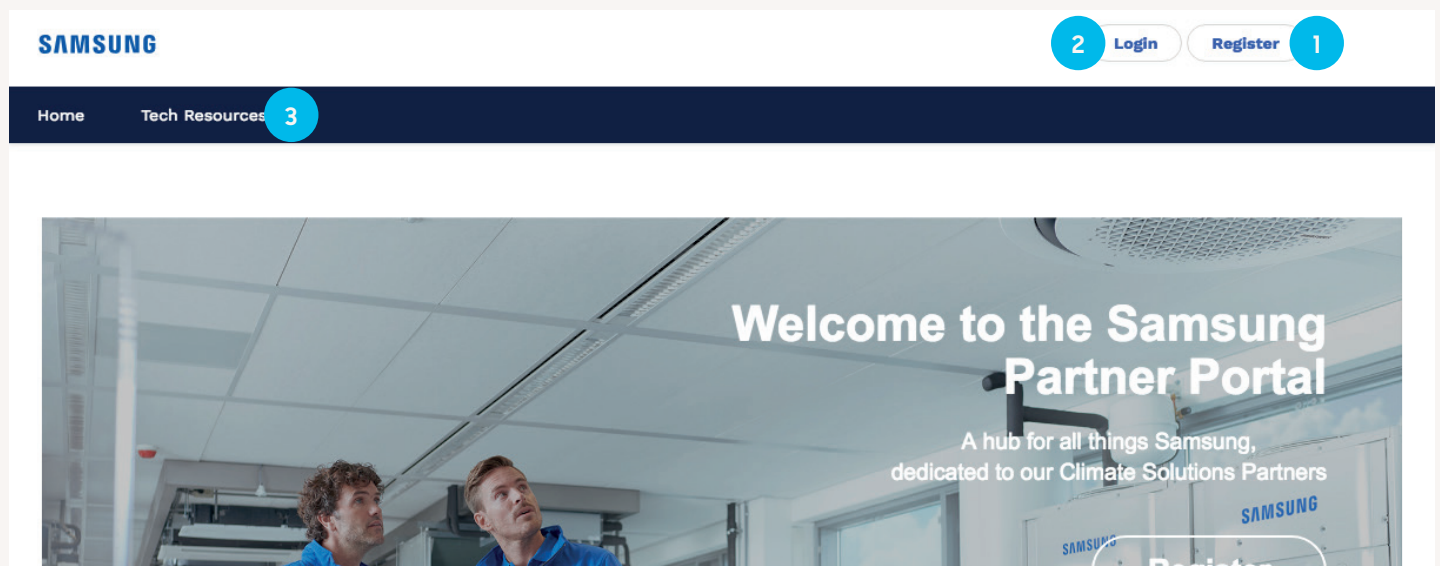 SAMSUNG
2 Login Register 1
Home Tech Resources 3
Welcome to the Samsung
Partner Portal
A hub for all things Samsung,
dedicated to our Climate Solutions Partners
SAMSUNG
SAMSUNG
Register